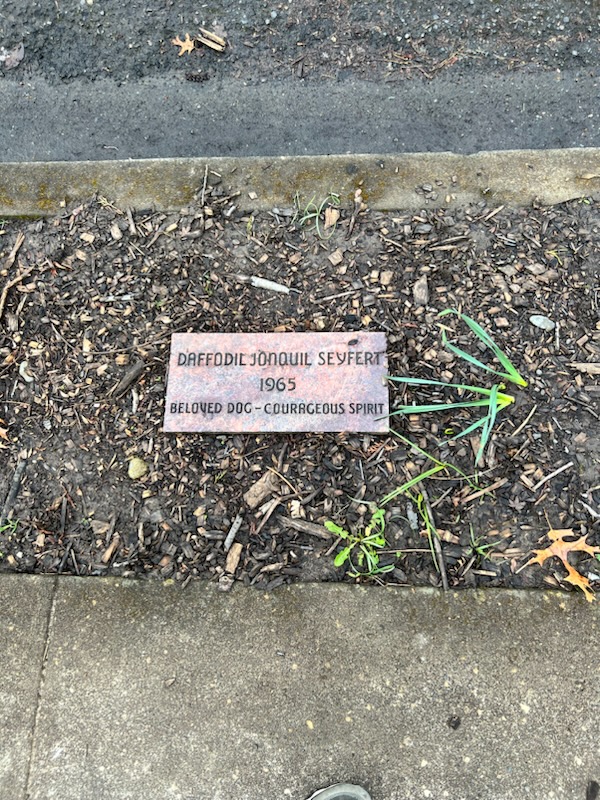 DAFFODIL JONQUIL SEYFERT
1965
BELOVED DOG - COURAGEOUS SPIRIT